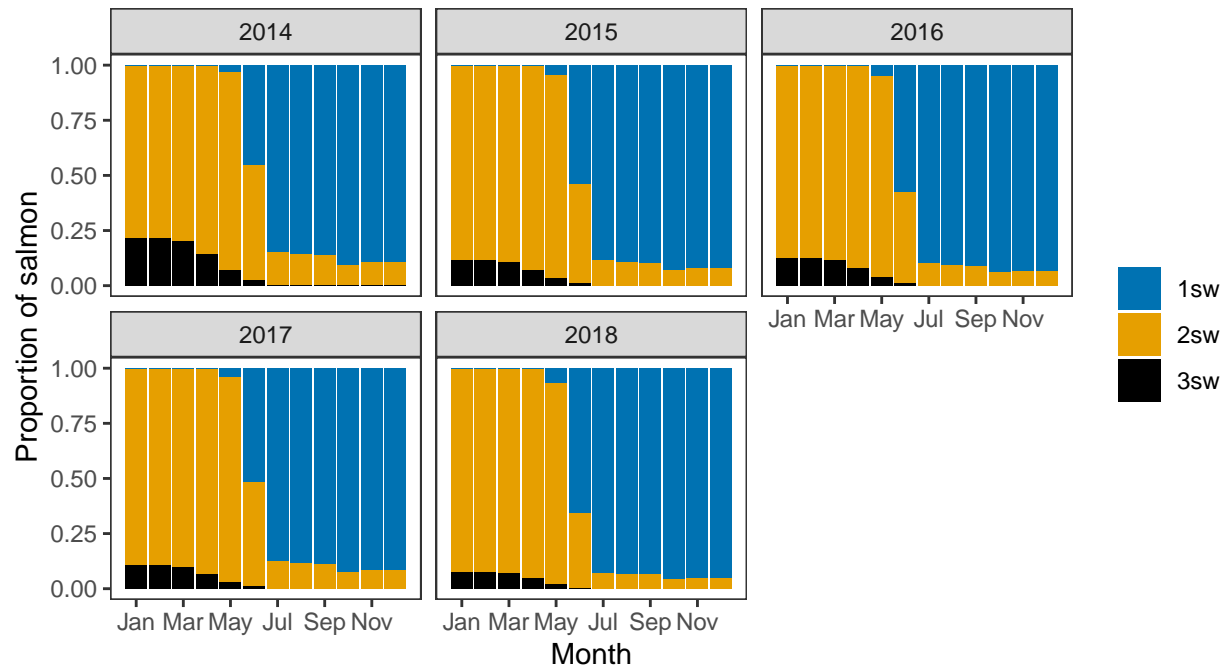 2014 2015 2016
1.00
0.75
0.50
0.25
0.00
Jan Mar May Jul Sep Nov
2017 2018
1.00
0.75
0.50
0.25
0.00
Jan Mar May Jul Sep Nov Jan Mar May Jul Sep Nov
Proportion of salmon
Month
1sw
2sw
3sw